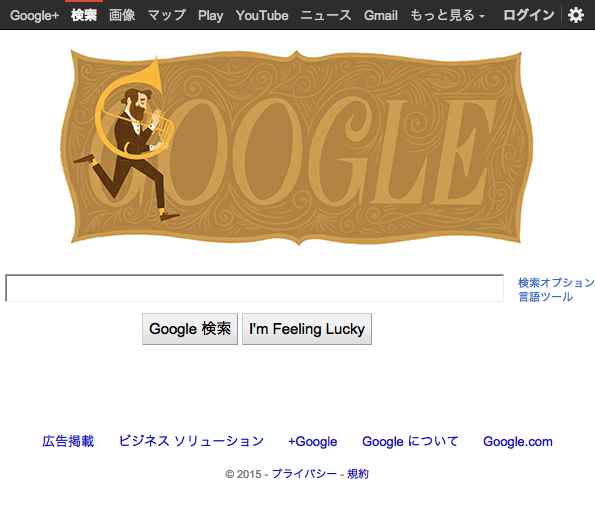 Google+ 検索 画像 マップ Play YouTube ニュース Gmail もっと見る ログイン
GOOGLE
検索オプション
言語ツール
Google 検索 I'm Feeling Lucky
広告掲載 ビジネス ソリューション +Google Google について Google.com
© 2015 - プライバシー - 規約